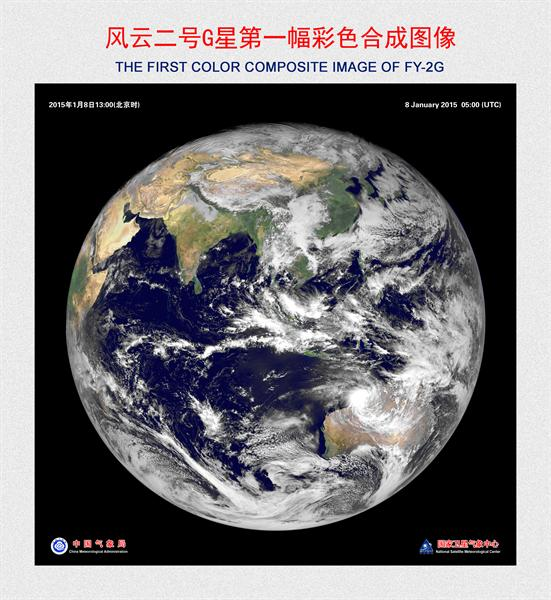 风云二号G星第一幅彩色合成图像
THE FIRST COLOR COMPOSITE IMAGE OF FY-2G
2015年1月8日13:00(北京时)
8 January 2015 05:00 (UTC)
中国气象局
China Meteorological Administration
国家卫星气象中心
National Satellite Meteorological Center